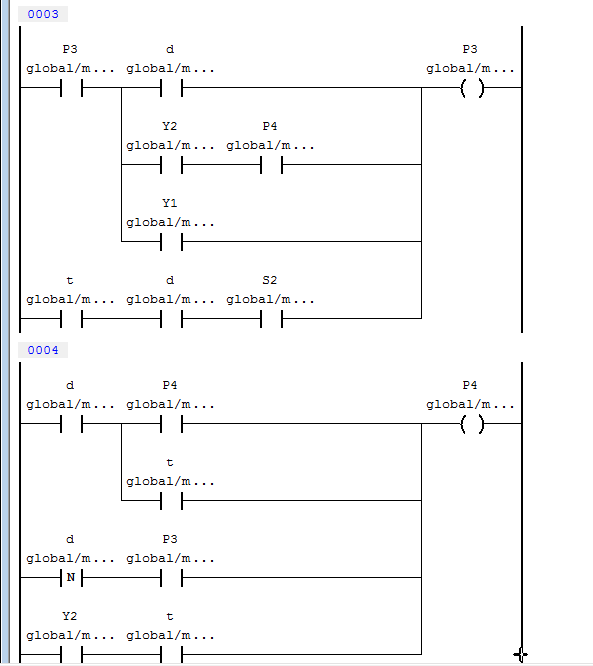 0003
P3 d P3
global/m... global/m... global/m...
Y2 P4
global/m... global/m...
Y1
global/m...
t d S2
global/m... global/m... global/m...
0004
d P4 P4
global/m... global/m... global/m...
t
global/m...
d P3
global/m... global/m...
N
Y2 t
global/m... global/m...